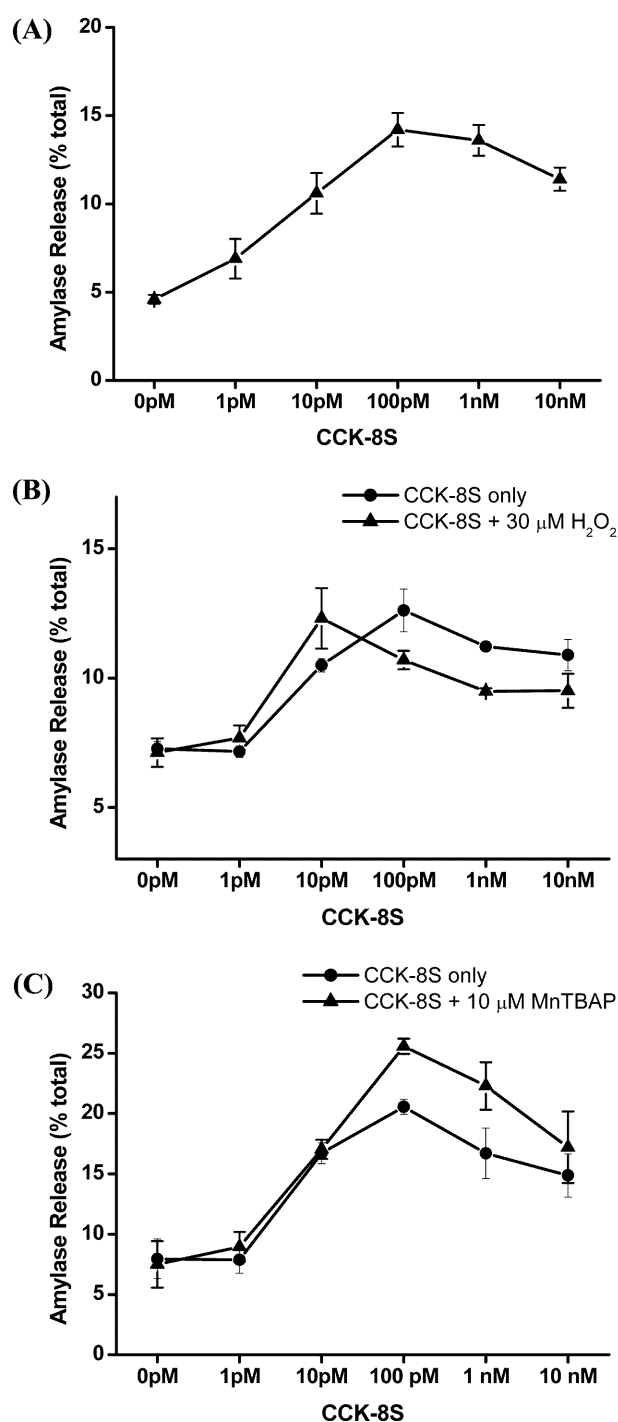 (A)
20
15
10
5
0
Amylase Release (% total)
0pM 1pM 10pM 100pM 1nM 10nM
CCK-8S
(B)
CCK-8S only
CCK-8S + 30 μM H₂O₂
15
10
5
Amylase Release (% total)
0pM 1pM 10pM 100pM 1nM 10nM
CCK-8S
(C)
CCK-8S only
CCK-8S + 10 μM MnTBAP
30
25
20
15
10
5
0
Amylase Release (% total)
0pM 1pM 10pM 100 pM 1 nM 10 nM
CCK-8S